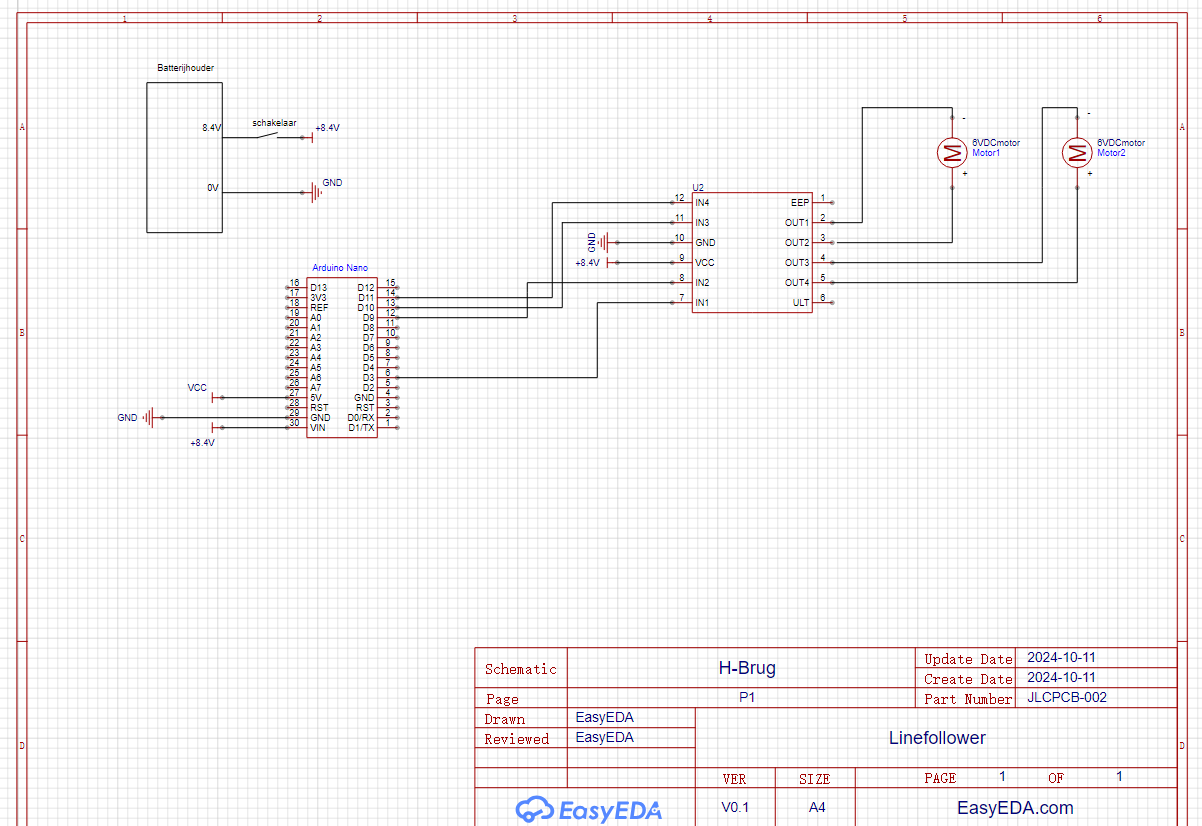 1 2 3 4 5 6
Batterijhouder
A A
8.4V schakelaar +8.4V
0V GND
- -
6VDCmotor 6VDCmotor
M Motor1 M Motor2
+ +
U2
12 IN4 EEP 1
11 IN3 OUT1 2
GND 10 GND OUT2 3
+8.4V 9 VCC OUT3 4
8 IN2 OUT4 5
7 IN1 ULT 6
Arduino Nano
16 D13 D12 15
17 3V3 D11 14
18 REF D10 13
19 A0 D9 12
20 A1 D8 11
B B
21 A2 D7 10
22 A3 D6 9
23 A4 D5 8
24 A5 D4 7
25 A6 D3 6
VCC 26 A7 D2 5
27 5V GND 4
28 RST RST 3
GND 29 GND D0/RX 2
30 VIN D1/TX 1
+8.4V
C C
Schematic H-Brug Update Date 2024-10-11
Create Date 2024-10-11
Page P1 Part Number JLCPCB-002
Drawn EasyEDA
Reviewed EasyEDA Linefollower
D D
VER SIZE PAGE 1 OF 1
EasyEDA V0.1 A4 EasyEDA.com